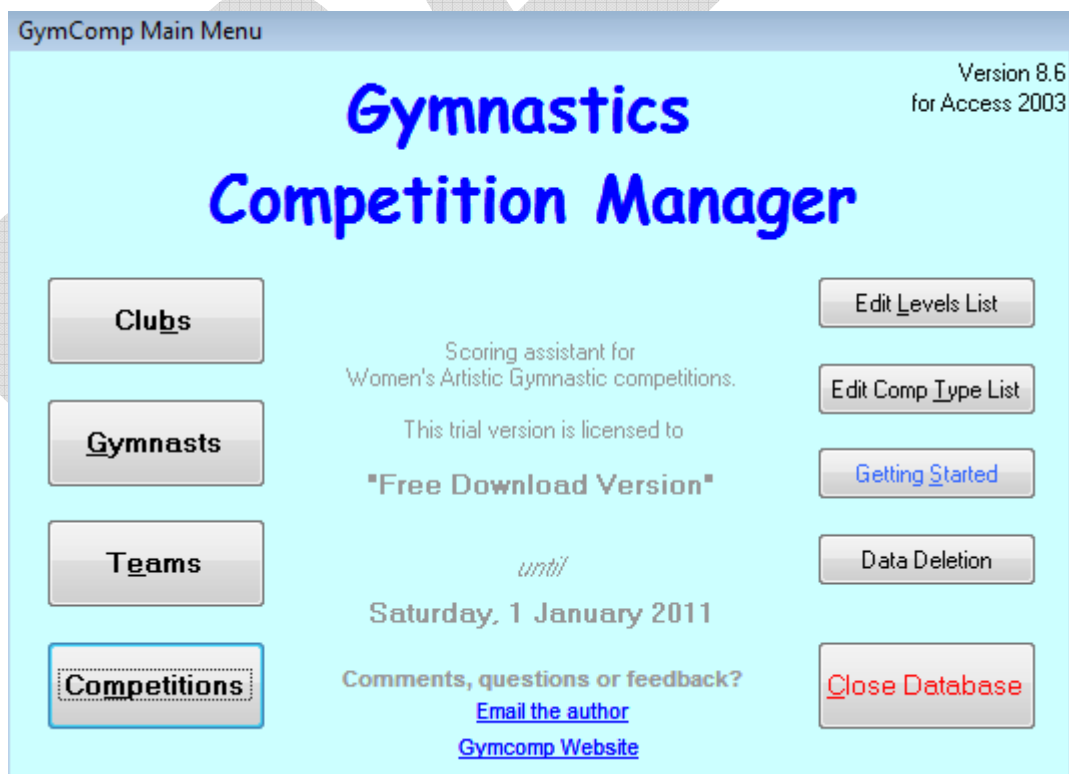 GymComp Main Menu
Version 8.6
for Access 2003
Gymnastics
Competition Manager
Clubs
Gymnasts
Teams
Competitions
Scoring assistant for
Women's Artistic Gymnastic competitions.
This trial version is licensed to
"Free Download Version"
until
Saturday, 1 January 2011
Comments, questions or feedback?
Email the author
Gymcomp Website
Edit Levels List
Edit Comp Type List
Getting Started
Data Deletion
Close Database